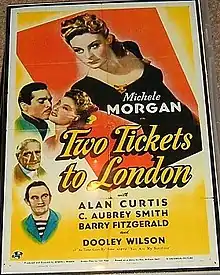 Michele
MORGAN
Two Tickets
to London
with
ALAN CURTIS
C. AUBREY SMITH
BARRY FITZGERALD
and
DOOLEY WILSON